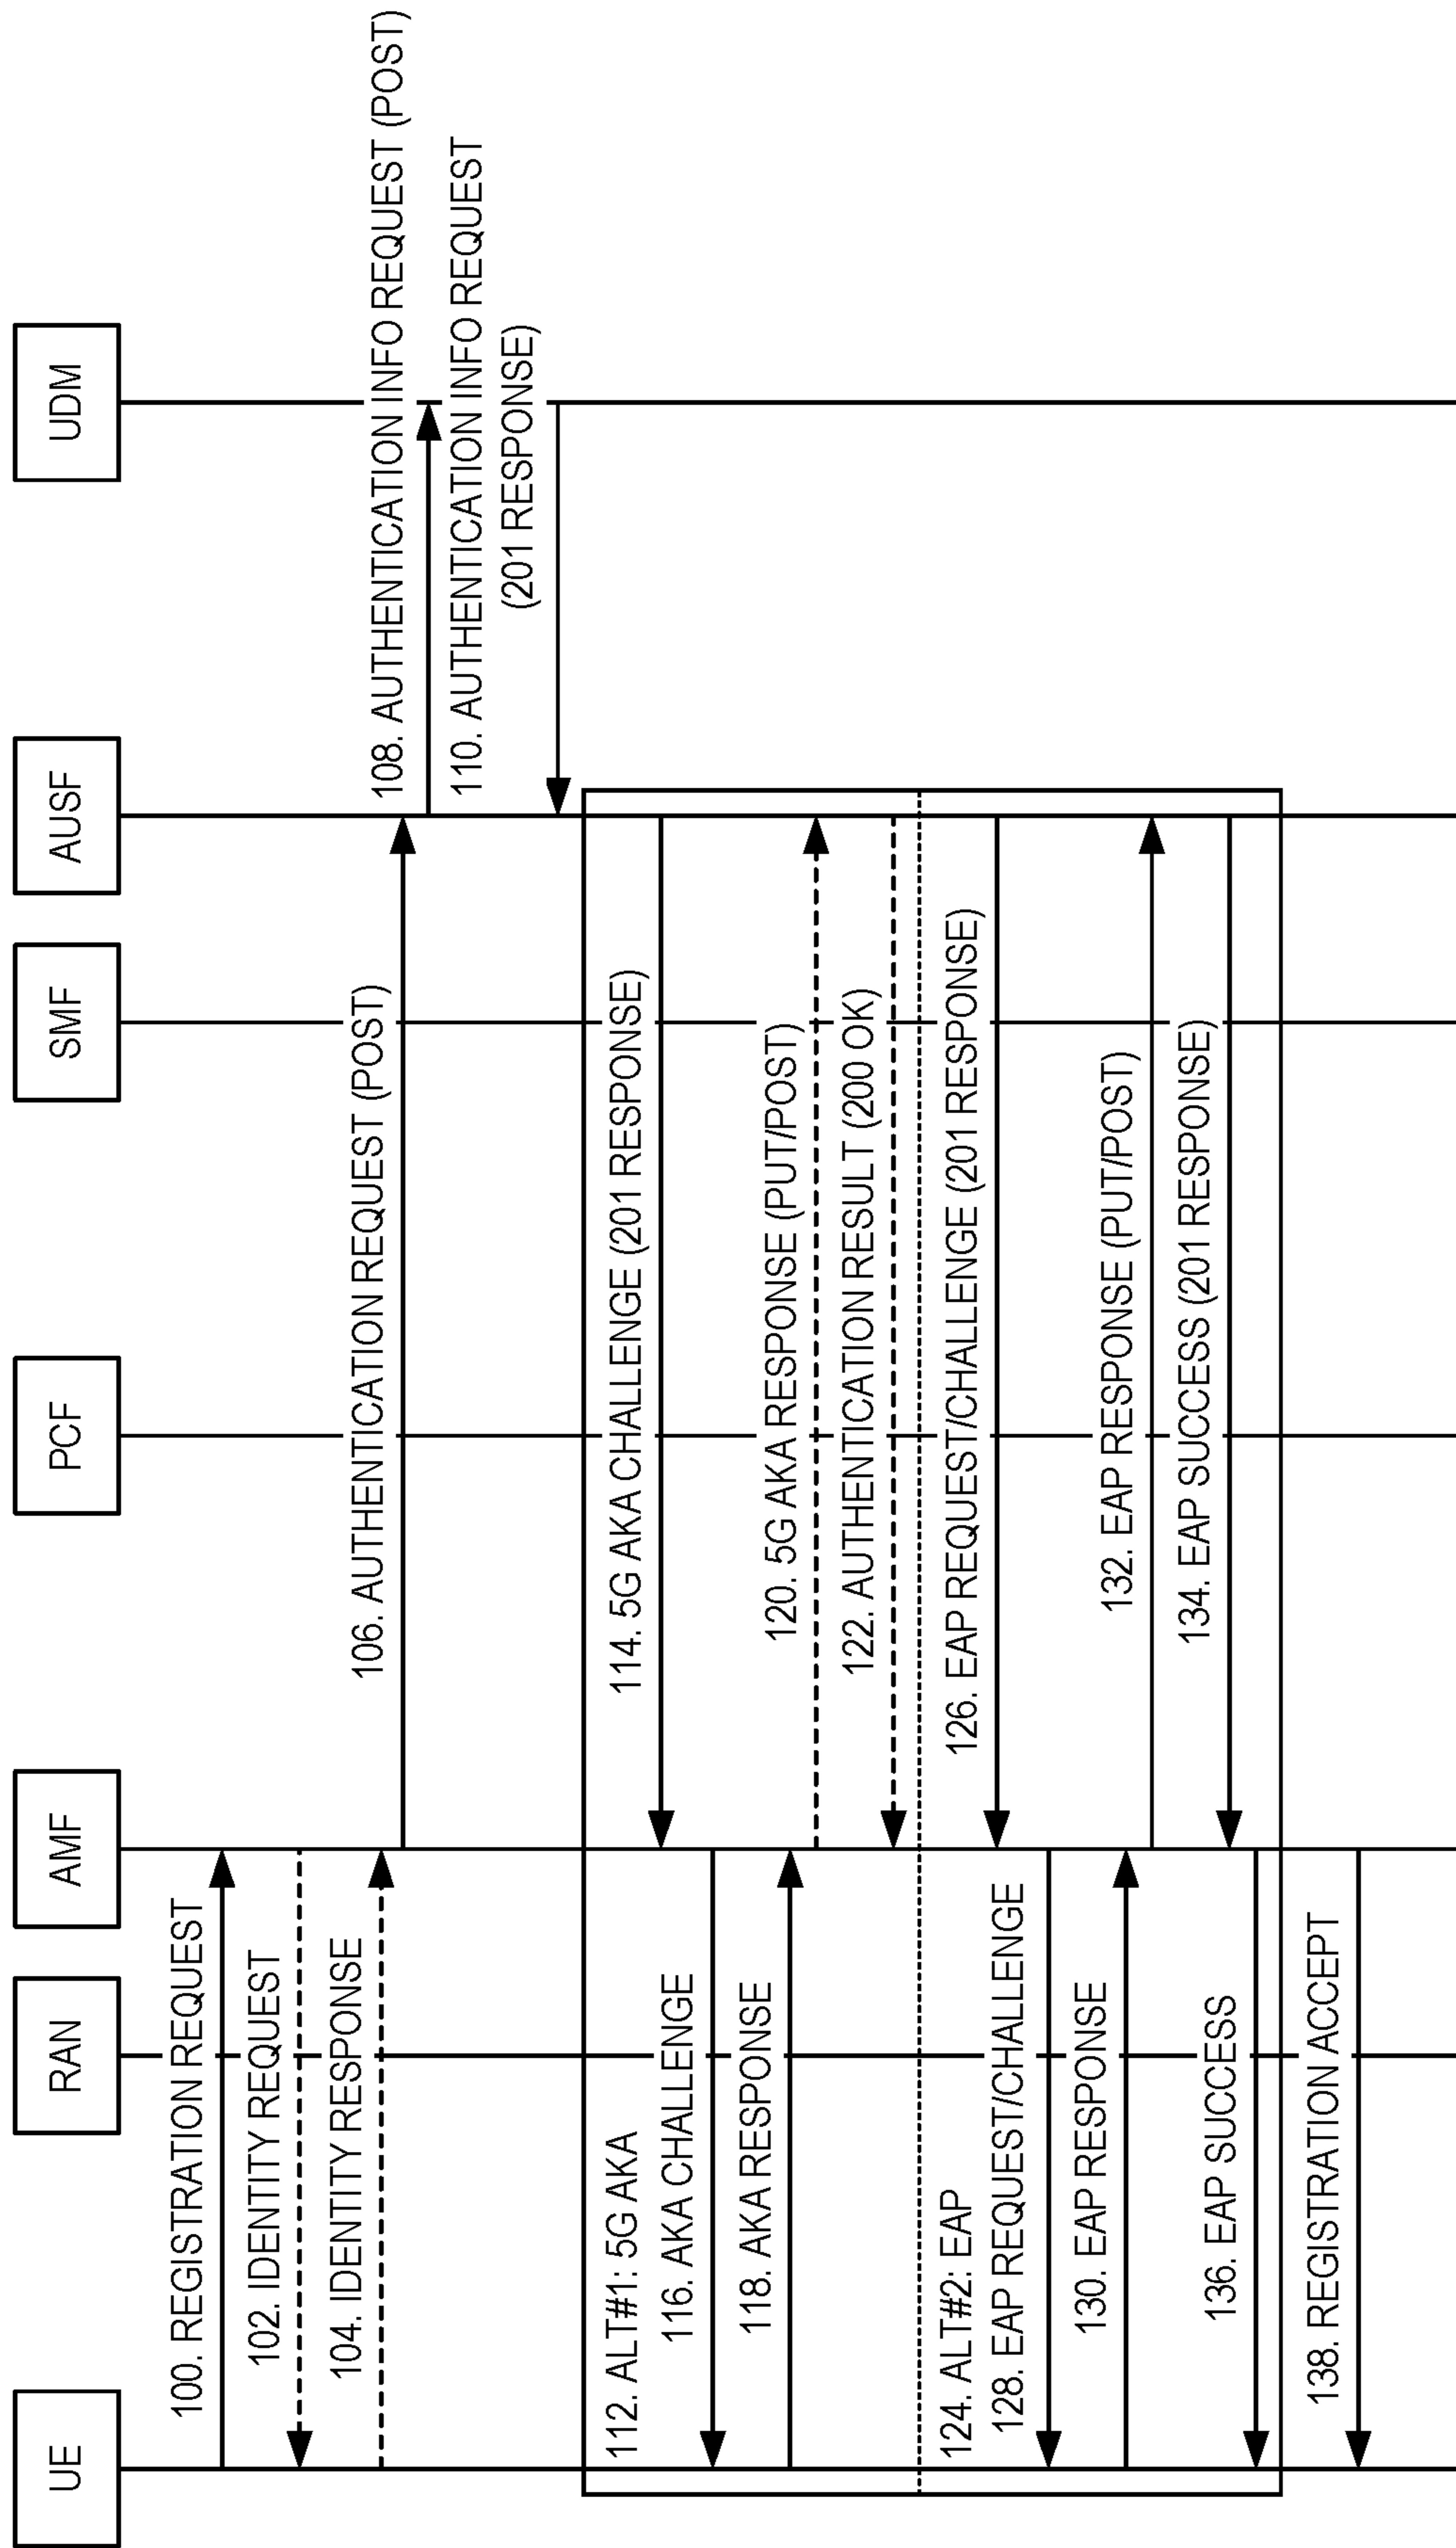 UE
RAN
AMF
PCF
SMF
AUSF
UDM
100. REGISTRATION REQUEST
102. IDENTITY REQUEST
104. IDENTITY RESPONSE
106. AUTHENTICATION REQUEST (POST)
108. AUTHENTICATION INFO REQUEST (POST)
110. AUTHENTICATION INFO REQUEST
(201 RESPONSE)
112. ALT#1: 5G AKA
114. 5G AKA CHALLENGE (201 RESPONSE)
116. AKA CHALLENGE
118. AKA RESPONSE
120. 5G AKA RESPONSE (PUT/POST)
122. AUTHENTICATION RESULT (200 OK)
124. ALT#2: EAP
126. EAP REQUEST/CHALLENGE (201 RESPONSE)
128. EAP REQUEST/CHALLENGE
130. EAP RESPONSE
132. EAP RESPONSE (PUT/POST)
134. EAP SUCCESS (201 RESPONSE)
136. EAP SUCCESS
138. REGISTRATION ACCEPT